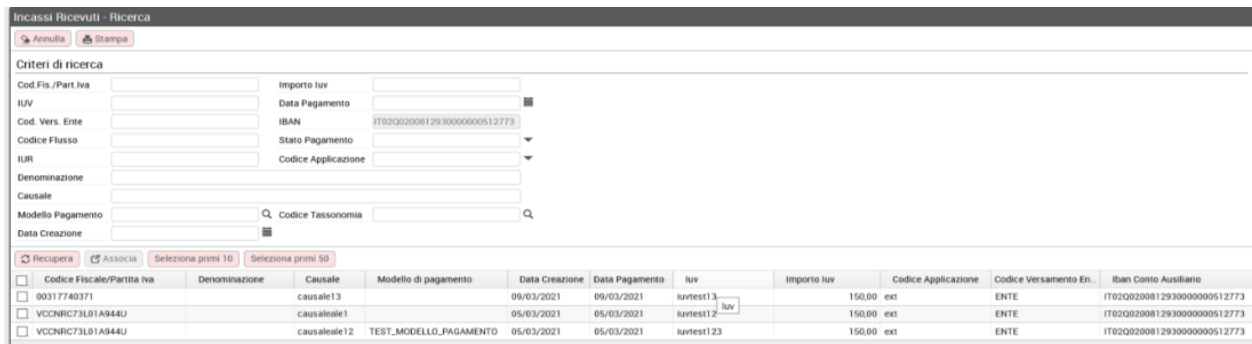 Incassi Ricevuti - Ricerca
Annulla Stampa
Criteri di ricerca
Cod.Fis./Part.Iva Importo Iuv
IUV Data Pagamento
Cod. Vers. Ente IBAN IT02Q0200812930000000512773
Codice Flusso Stato Pagamento
IUR Codice Applicazione
Denominazione
Causale
Modello Pagamento Codice Tassonomia
Data Creazione
Recupera Associa Seleziona primi 10 Seleziona primi 50
Codice Fiscale/Partita Iva Denominazione Causale Modello di pagamento Data Creazione Data Pagamento Iuv Importo Iuv Codice Applicazione Codice Versamento En... Iban Conto Ausiliario
00317740371 causale13 09/03/2021 09/03/2021 iuvtest13 150,00 ext ENTE IT02Q0200812930000000512773
Iuv
VCCNRC73L01A944U causaleale1 05/03/2021 05/03/2021 iuvtest12 150,00 ext ENTE IT02Q0200812930000000512773
VCCNRC73L01A944U causaleale12 TEST_MODELLO_PAGAMENTO 05/03/2021 05/03/2021 iuvtest123 150,00 ext ENTE IT02Q0200812930000000512773